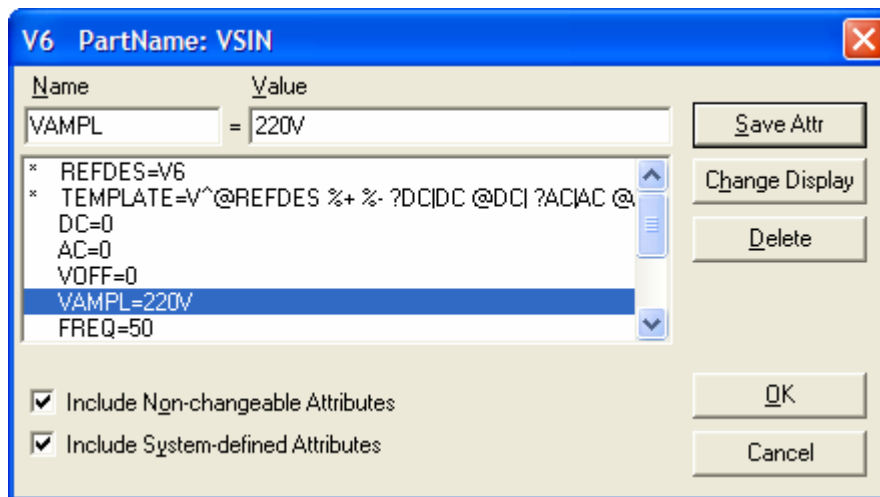 V6 PartName: VSIN
Name Value
VAMPL = 220V
Save Attr
* REFDES=V6
* TEMPLATE=V^@REFDES %+ %- ?DC|DC @DC| ?AC|AC @
Change Display
DC=0
AC=0
Delete
VOFF=0
VAMPL=220V
FREQ=50
Include Non-changeable Attributes
OK
Include System-defined Attributes
Cancel